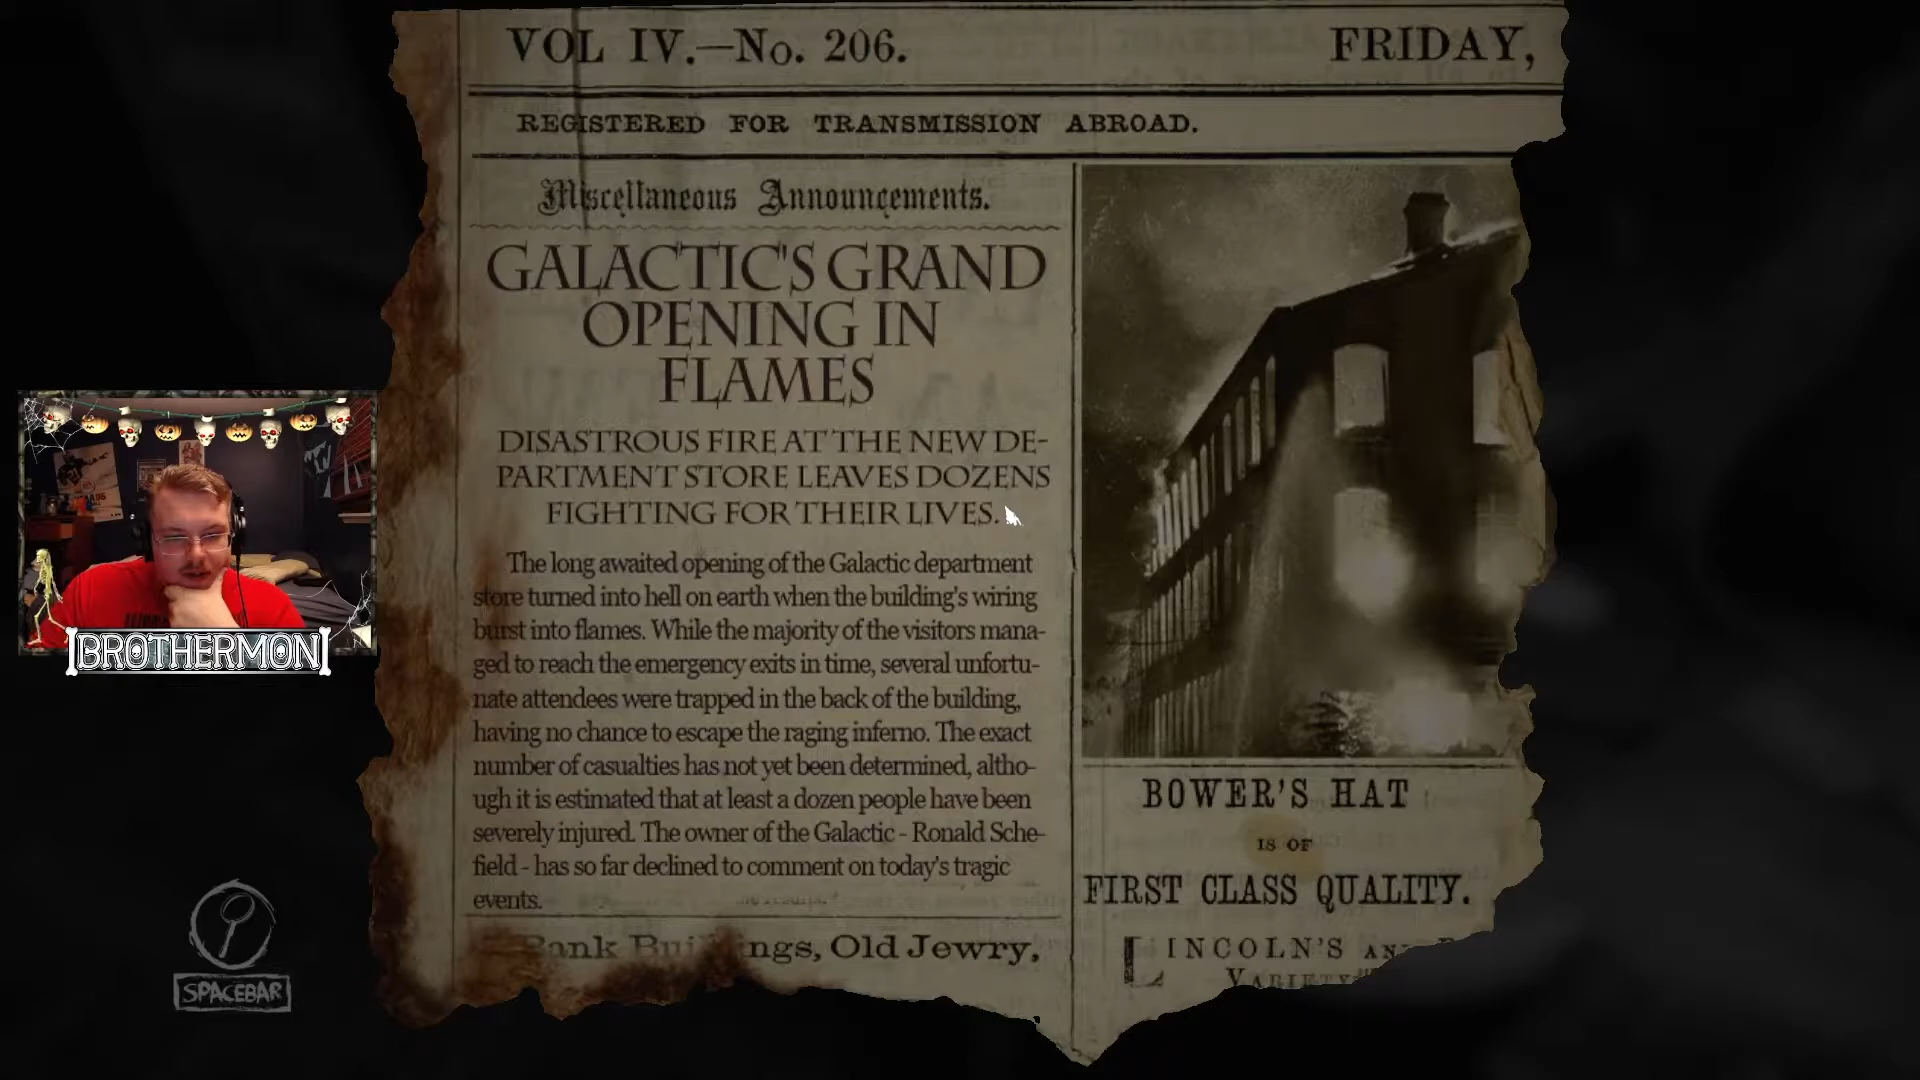 VOL IV.—No. 206.
FRIDAY,
REGISTERED FOR TRANSMISSION ABROAD.
Miscellaneous Announcements.
GALACTIC'S GRAND
OPENING IN
FLAMES
DISASTROUS FIRE AT THE NEW DE-
PARTMENT STORE LEAVES DOZENS
FIGHTING FOR THEIR LIVES.
The long awaited opening of the Galactic department
store turned into hell on earth when the building's wiring
burst into flames. While the majority of the visitors mana-
ged to reach the emergency exits in time, several unfortu-
nate attendees were trapped in the back of the building,
having no chance to escape the raging inferno. The exact
number of casualties has not yet been determined, altho-
ugh it is estimated that at least a dozen people have been
severely injured. The owner of the Galactic - Ronald Sche-
field - has so far declined to comment on today's tragic
events.
Old Jewry,
BOWER'S HAT
IS OF
FIRST CLASS QUALITY.
LINCOLN'S
BROTHERMON
SPACEBAR